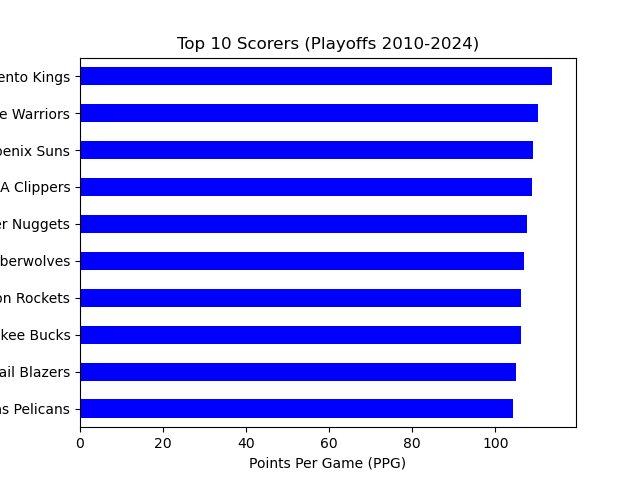 Top 10 Scorers (Playoffs 2010-2024)
ento Kings
e Warriors
oenix Suns
A Clippers
er Nuggets
berwolves
on Rockets
kee Bucks
ail Blazers
ns Pelicans
0 20 40 60 80 100
Points Per Game (PPG)